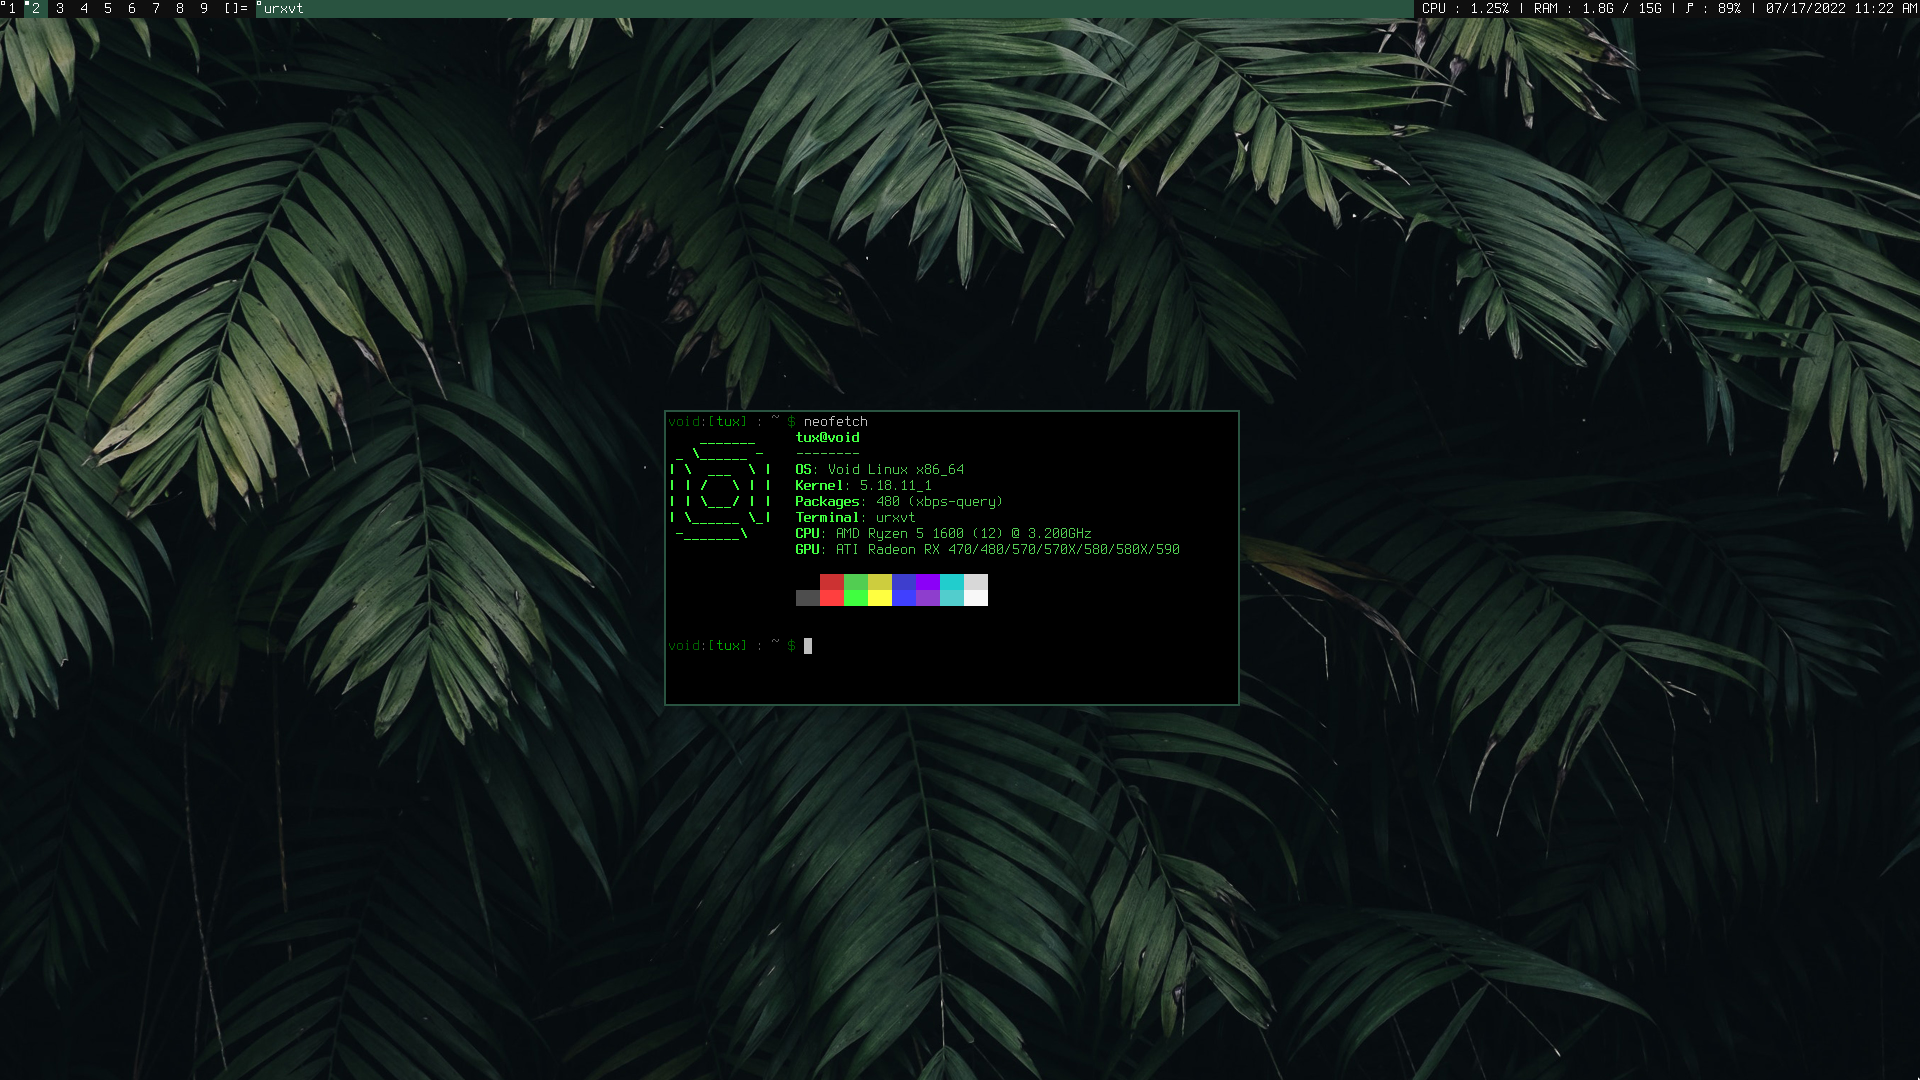 1 2 3 4 5 6 7 8 9 []= urxvt CPU : 1.25% | RAM : 1.8G / 15G | : 89% | 07/17/2022 11:22 AM
void:[tux] : ~ $ neofetch
tux@void
--------
OS: Void Linux x86_64
Kernel: 5.18.11_1
Packages: 480 (xbps-query)
Terminal: urxvt
CPU: AMD Ryzen 5 1600 (12) @ 3.200GHz
GPU: ATI Radeon RX 470/480/570/570X/580/580X/590
void:[tux] : ~ $